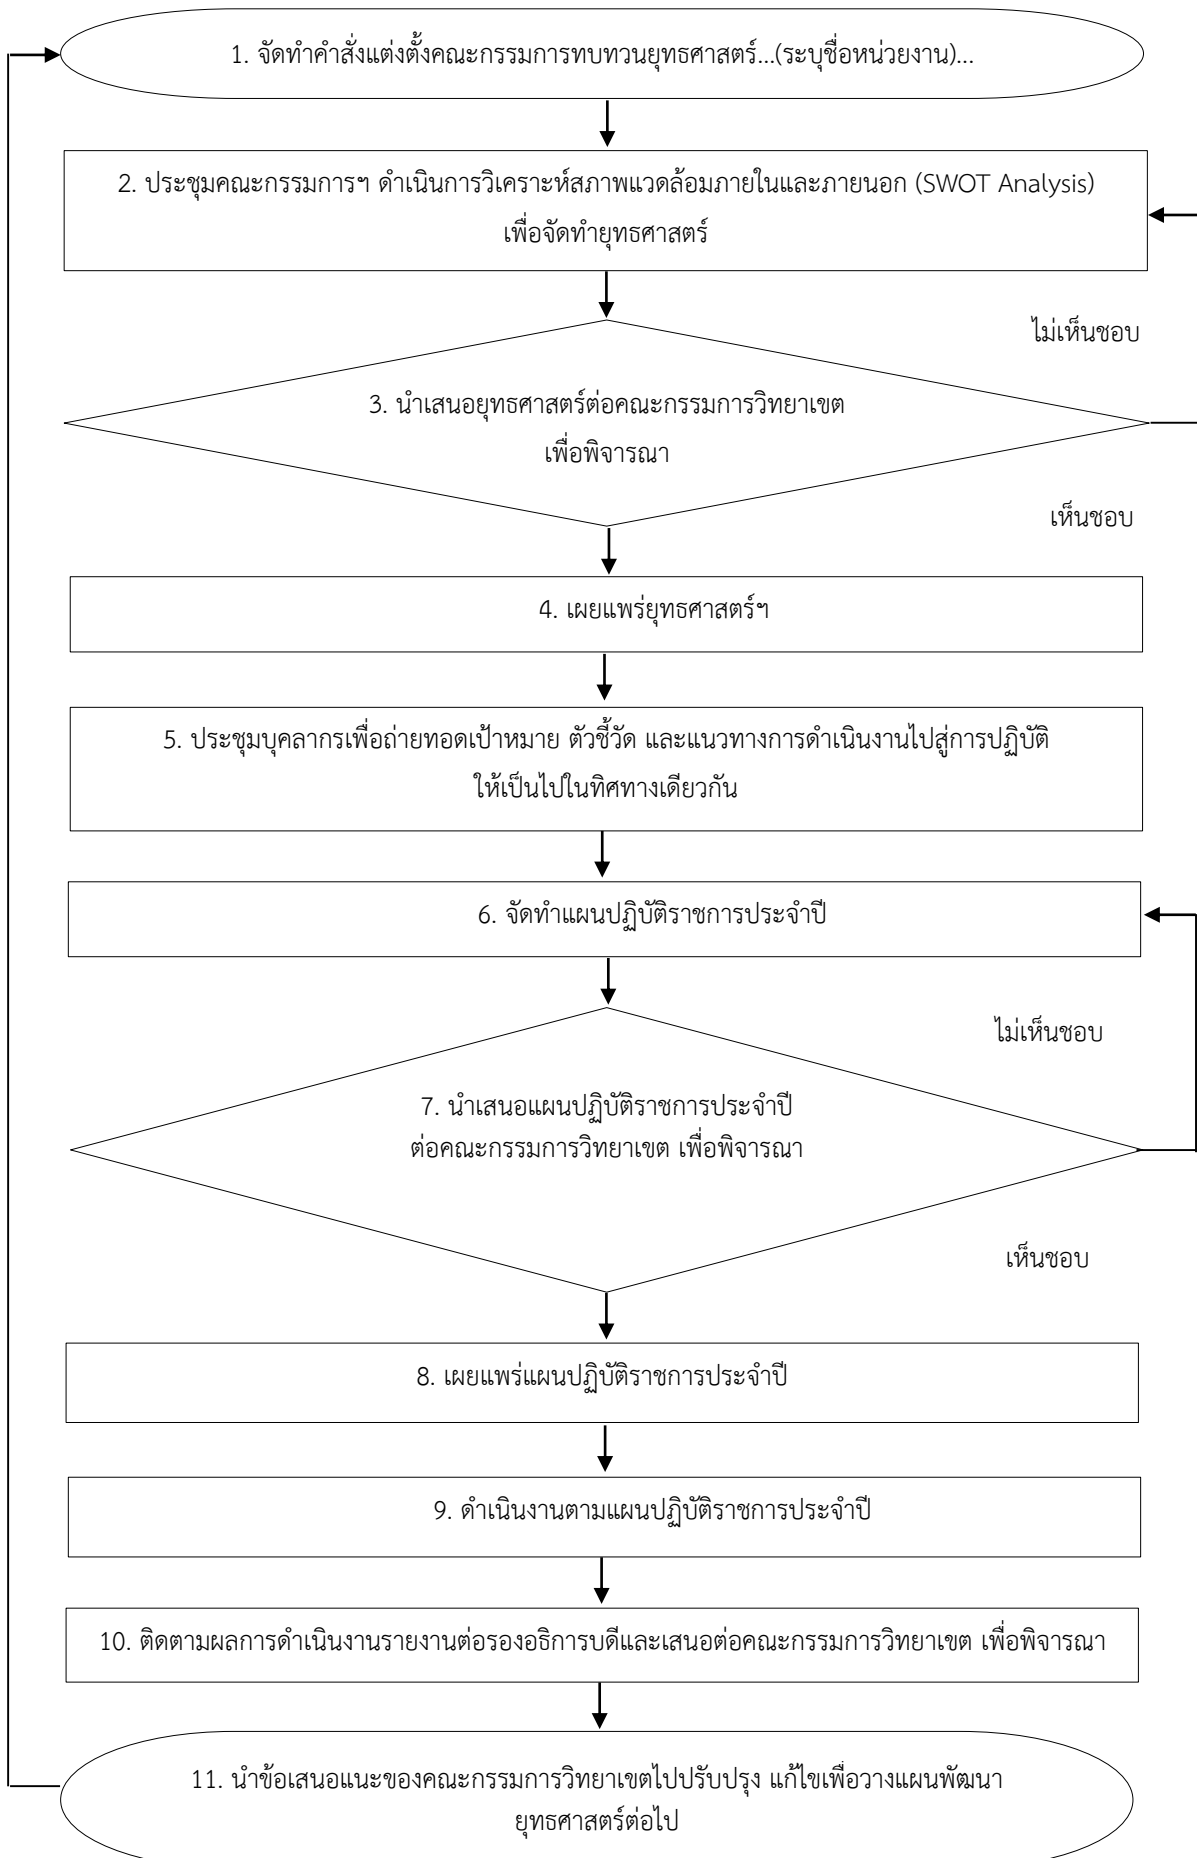 1. จัดทำคำสั่งแต่งตั้งคณะกรรมการทบทวนยุทธศาสตร์...(ระบุชื่อหน่วยงาน)...
2. ประชุมคณะกรรมการฯ ดำเนินการวิเคราะห์สภาพแวดล้อมภายในและภายนอก (SWOT Analysis)
เพื่อจัดทำยุทธศาสตร์
ไม่เห็นชอบ
3. นำเสนอยุทธศาสตร์ต่อคณะกรรมการวิทยาเขต
เพื่อพิจารณา
เห็นชอบ
4. เผยแพร่ยุทธศาสตร์ฯ
5. ประชุมบุคลากรเพื่อถ่ายทอดเป้าหมาย ตัวชี้วัด และแนวทางการดำเนินงานไปสู่การปฏิบัติ
ให้เป็นไปในทิศทางเดียวกัน
6. จัดทำแผนปฏิบัติราชการประจำปี
ไม่เห็นชอบ
7. นำเสนอแผนปฏิบัติราชการประจำปี
ต่อคณะกรรมการวิทยาเขต เพื่อพิจารณา
เห็นชอบ
8. เผยแพร่แผนปฏิบัติราชการประจำปี
9. ดำเนินงานตามแผนปฏิบัติราชการประจำปี
10. ติดตามผลการดำเนินงานรายงานต่อรองอธิการบดีและเสนอต่อคณะกรรมการวิทยาเขต เพื่อพิจารณา
11. นำข้อเสนอแนะของคณะกรรมการวิทยาเขตไปปรับปรุง แก้ไขเพื่อวางแผนพัฒนา
ยุทธศาสตร์ต่อไป